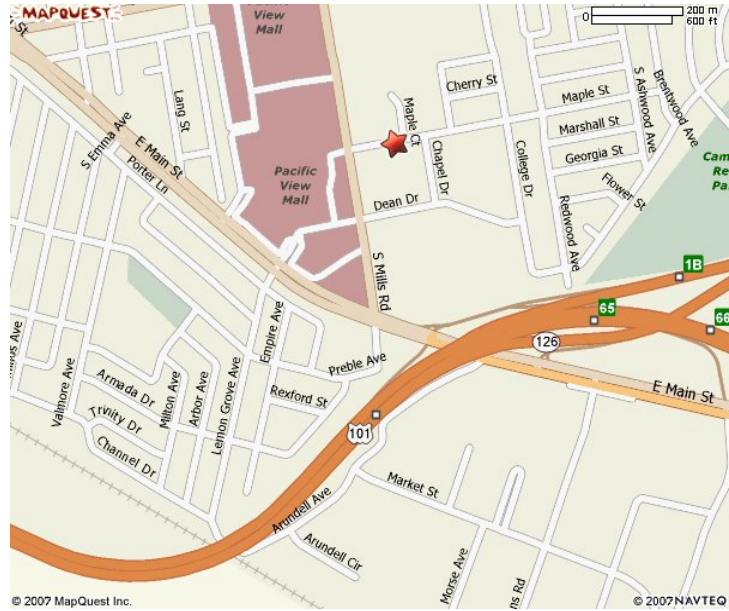 MAPQUEST
0
200 m
600 ft
View
Mall
Lang St
S Emma Ave
E Main St
Porter Ln
Pacific
View
Mall
Maple Ct
Cherry St
Maple St
S Ashwood Ave
Brentwood Ave
Marshall St
Georgia St
Chapel Dr
College Dr
Flower St
Redwood Ave
Dean Dr
S Mills Rd
1B
65
66
126
E Main St
Empire Ave
Preble Ave
Rexford St
Armada Dr
Trinity Dr
Channel Dr
Valmore Ave
Milton Ave
Arbor Ave
Lemon Grove Ave
101
Market St
Arundell Ave
Arundell Cir
Morse Ave
© 2007 MapQuest Inc.
© 2007 NAVTEQ